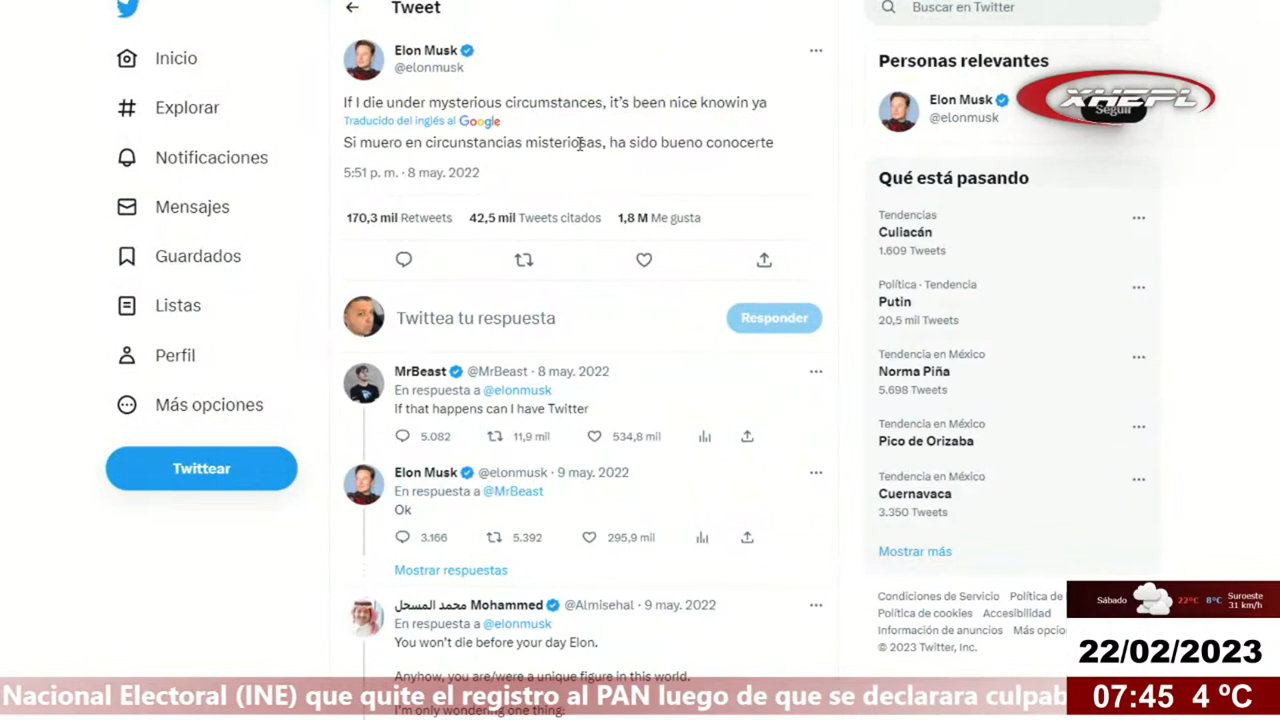 Tweet
Inicio
Explorar
Notificaciones
Mensajes
Guardados
Listas
Perfil
Más opciones
Twittear
Elon Musk
@elonmusk
If I die under mysterious circumstances, it's been nice knowin ya
Traducido del inglés al Google
Si muero en circunstancias misteriosas, ha sido bueno conocerte
5:51 p. m. · 8 may. 2022
170,3 mil Retweets 42,5 mil Tweets citados 1,8 M Me gusta
Twittea tu respuesta
Responder
MrBeast @MrBeast · 8 may. 2022
En respuesta a @elonmusk
If that happens can I have Twitter
5.082 11,9 mil 534,8 mil
Elon Musk @elonmusk · 9 may. 2022
En respuesta a @MrBeast
Ok
3.166 5.392 295,9 mil
Mostrar respuestas
محمد المسحل Mohammed @Almisehal · 9 may. 2022
En respuesta a @elonmusk
You won't die before your day Elon.
Anyhow, you are/were a unique figure in this world.
I'm only wondering one thing:
Buscar en Twitter
Personas relevantes
Elon Musk
@elonmusk
XHEPL
Seguir
Qué está pasando
Tendencias
Culiacán
1.609 Tweets
Política · Tendencia
Putin
20,5 mil Tweets
Tendencia en México
Norma Piña
5.698 Tweets
Tendencia en México
Pico de Orizaba
Tendencia en México
Cuernavaca
3.350 Tweets
Mostrar más
Condiciones de Servicio Política de
Política de cookies Accesibilidad
Información de anuncios Más opcio
© 2023 Twitter, Inc.
Sábado 22ºC 8ºC Suroeste
31 km/h
22/02/2023
Nacional Electoral (INE) que quite el registro al PAN luego de que se declarara culpab
07:45 4 ºC